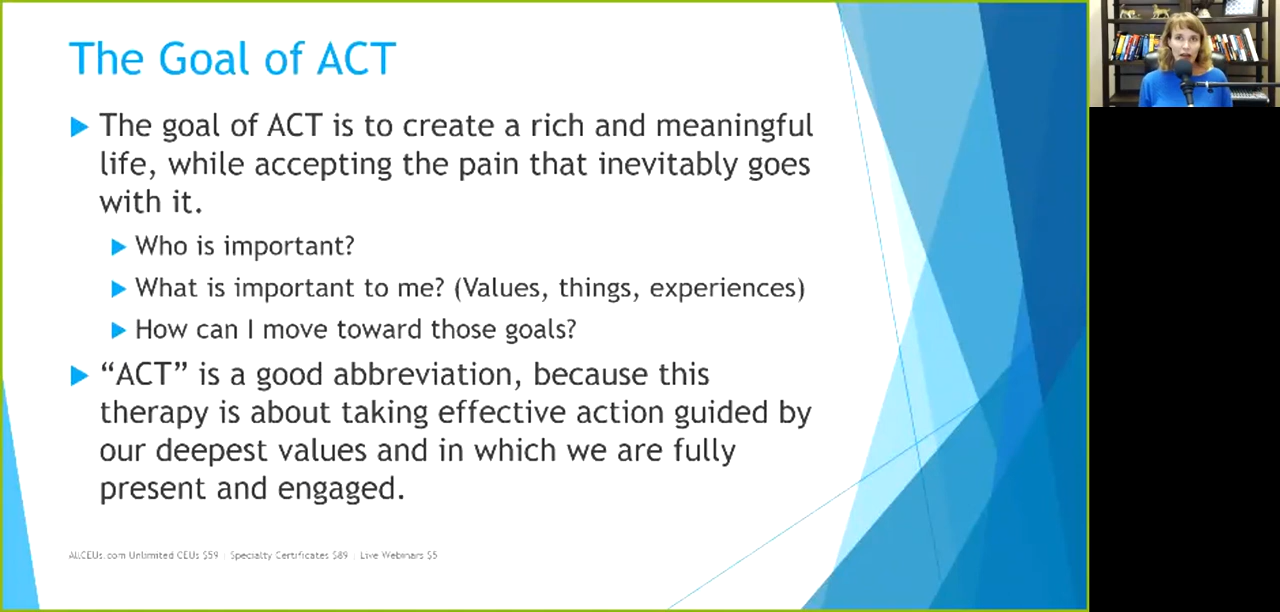 The Goal of ACT
The goal of ACT is to create a rich and meaningful
life, while accepting the pain that inevitably goes
with it.
Who is important?
What is important to me? (Values, things, experiences)
How can I move toward those goals?
“ACT” is a good abbreviation, because this
therapy is about taking effective action guided by
our deepest values and in which we are fully
present and engaged.
AllCEUs.com Unlimited CEUs $59 | Specialty Certificates $89 | Live Webinars $5